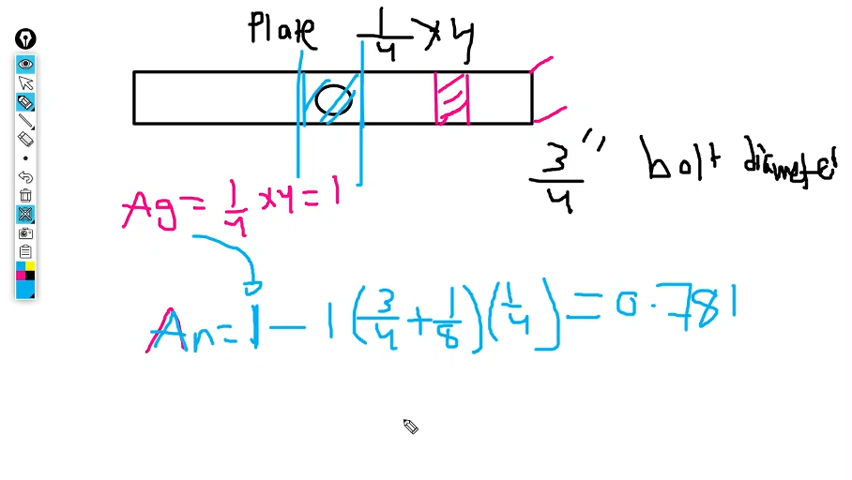 Plate 1/4 × 4
3/4" bolt diameter
Ag = 1/4 × 4 = 1
An = 1 − 1(3/4 + 1/8)(1/4) = 0.781